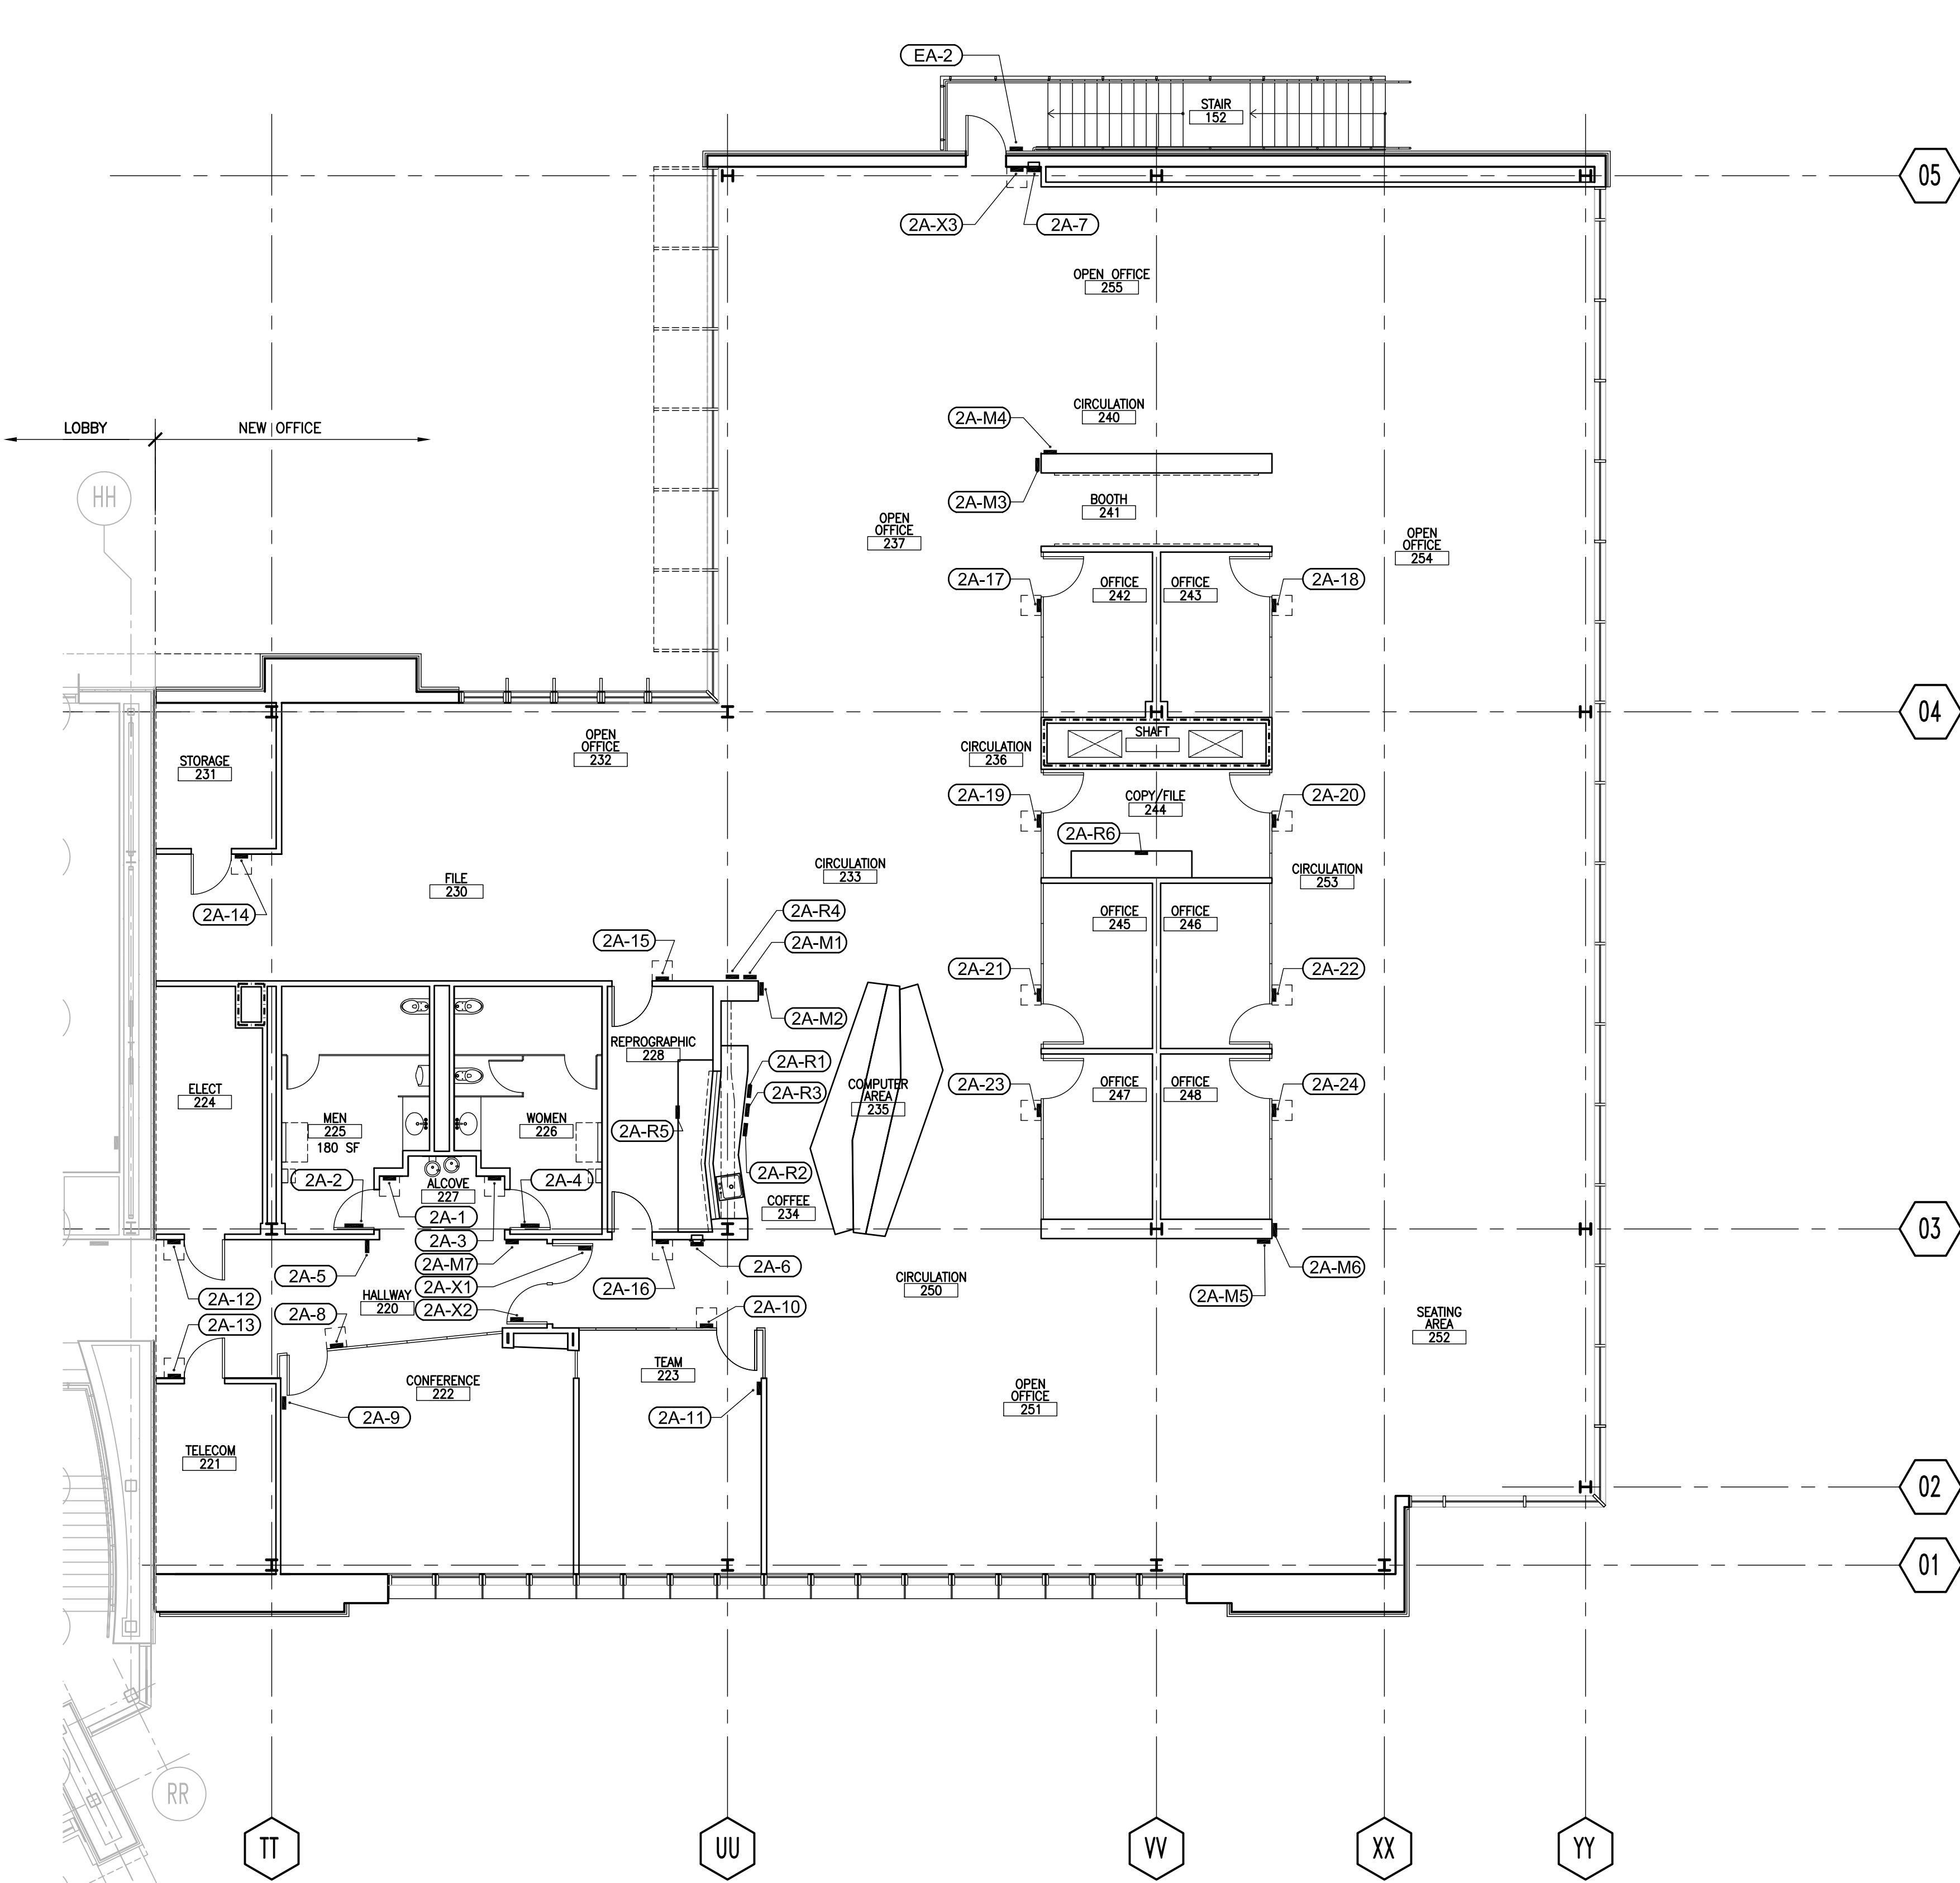 EA-2
STAIR
152
05
2A-X3
2A-7
OPEN OFFICE
255
CIRCULATION
240
2A-M4
LOBBY
NEW OFFICE
HH
2A-M3
BOOTH
241
OPEN
OFFICE
237
OPEN
OFFICE
254
2A-17
OFFICE
242
OFFICE
243
2A-18
04
OPEN
OFFICE
232
SHAFT
CIRCULATION
236
STORAGE
231
2A-19
COPY/FILE
244
2A-20
2A-R6
CIRCULATION
233
CIRCULATION
253
FILE
230
2A-14
2A-R4
2A-15
2A-M1
OFFICE
245
OFFICE
246
2A-21
2A-22
2A-M2
REPROGRAPHIC
228
2A-R1
ELECT
224
2A-R3
COMPUTER
AREA
235
2A-23
OFFICE
247
OFFICE
248
2A-24
MEN
225
180 SF
WOMEN
226
2A-R5
2A-R2
2A-2
ALCOVE
227
2A-4
COFFEE
234
2A-1
2A-3
03
2A-M7
2A-6
2A-5
2A-X1
2A-16
CIRCULATION
250
2A-M6
2A-M5
2A-12
HALLWAY
220
2A-8
2A-X2
2A-10
2A-13
SEATING
AREA
252
TEAM
223
CONFERENCE
222
OPEN
OFFICE
251
2A-9
2A-11
TELECOM
221
02
01
RR
TT
UU
VV
XX
YY